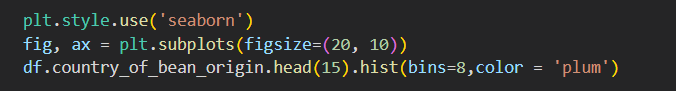 plt.style.use('seaborn')
fig, ax = plt.subplots(figsize=(20, 10))
df.country_of_bean_origin.head(15).hist(bins=8,color = 'plum')